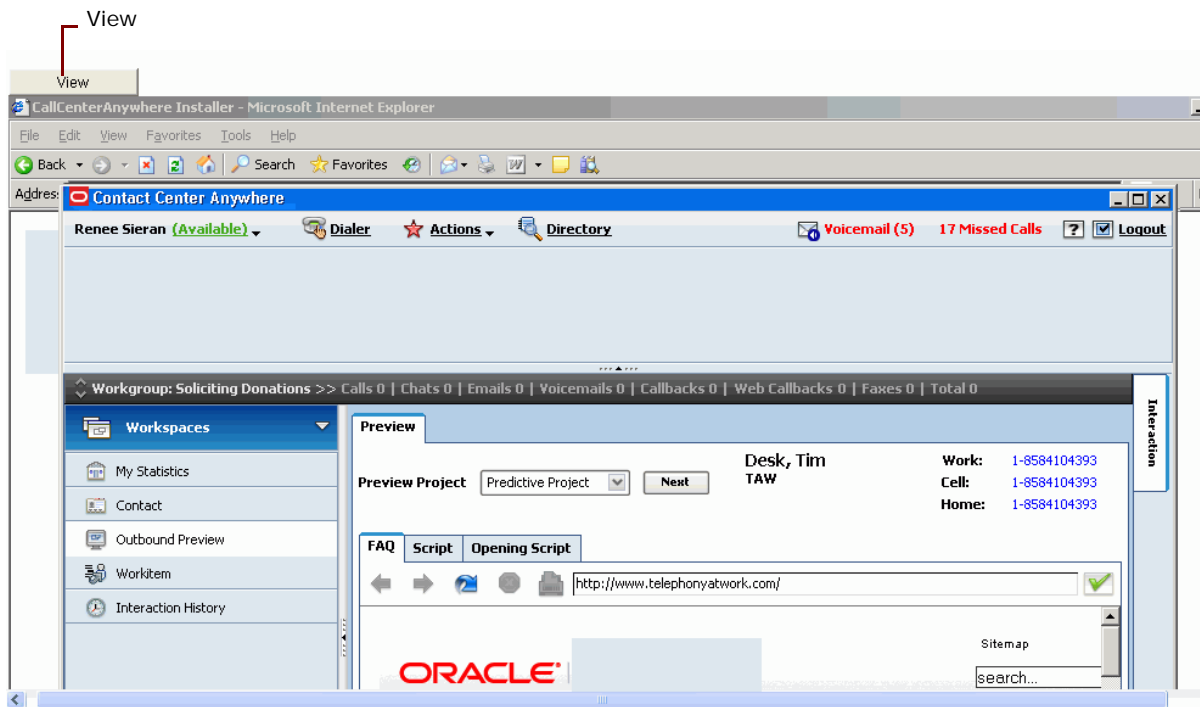 View
View
CallCenterAnywhere Installer - Microsoft Internet Explorer
File Edit View Favorites Tools Help
Back Search Favorites
Addres
Contact Center Anywhere
Renee Sieran (Available) Dialer Actions Directory Voicemail (5) 17 Missed Calls ? Logout
Workgroup: Soliciting Donations >> Calls 0 | Chats 0 | Emails 0 | Voicemails 0 | Callbacks 0 | Web Callbacks 0 | Faxes 0 | Total 0
Interaction
Workspaces
My Statistics
Contact
Outbound Preview
Workitem
Interaction History
Preview
Preview Project Predictive Project Next
Desk, Tim
TAW
Work: 1-8584104393
Cell: 1-8584104393
Home: 1-8584104393
FAQ Script Opening Script
http://www.telephonyatwork.com/
Sitemap
ORACLE
search...